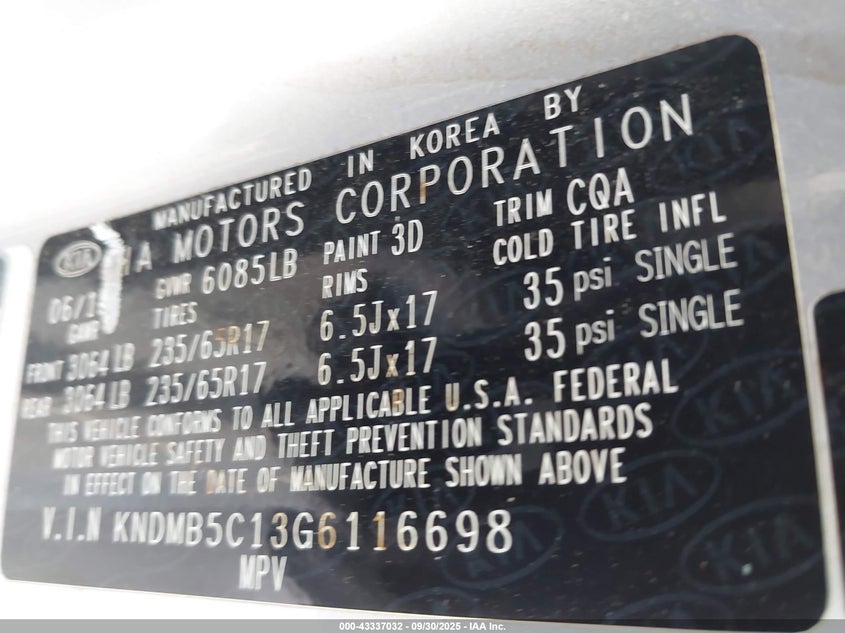 MANUFACTURED IN KOREA BY
KIA MOTORS CORPORATION
06/1 GVWR 6085LB PAINT 3D TRIM CQA
GAWR TIRES RIMS COLD TIRE INFL
FRONT 3064LB 235/65R17 6.5Jx17 35 psi SINGLE
REAR 3064LB 235/65R17 6.5Jx17 35 psi SINGLE
THIS VEHICLE CONFORMS TO ALL APPLICABLE U.S.A. FEDERAL
MOTOR VEHICLE SAFETY AND THEFT PREVENTION STANDARDS
IN EFFECT ON THE DATE OF MANUFACTURE SHOWN ABOVE
V.I.N KNDMB5C13G6116698
MPV
000-43337032 - 09/30/2025 - IAA Inc.